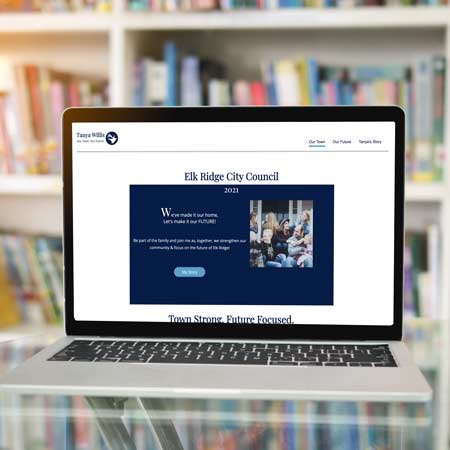 Tanya Willis
Our Town
Our Future
Tanya's Story
Elk Ridge City Council
2021
We've made it our home,
Let's make it our FUTURE!
Be part of the family and join me as, together, we strengthen our
community & focus on the future of Elk Ridge!
My Story
Town Strong. Future Focused.